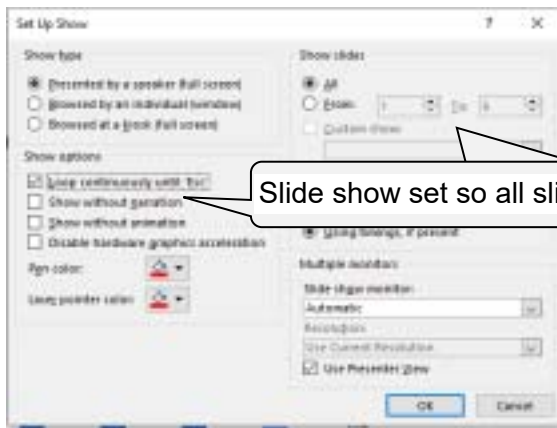 Set Up Show
? ×
Show type
Presented by a speaker (full screen)
Browsed by an individual (window)
Browsed at a kiosk (full screen)
Show options
Loop continuously until 'Esc'
Show without narration
Show without animation
Disable hardware graphics acceleration
Pen color:
Laser pointer color:
Show slides
All
From: 1 To:
Custom show:
Slide show set so all sli
Using timings, if present
Multiple monitors
Slide show monitor:
Automatic
Resolution:
Use Current Resolution
Use Presenter View
OK Cancel